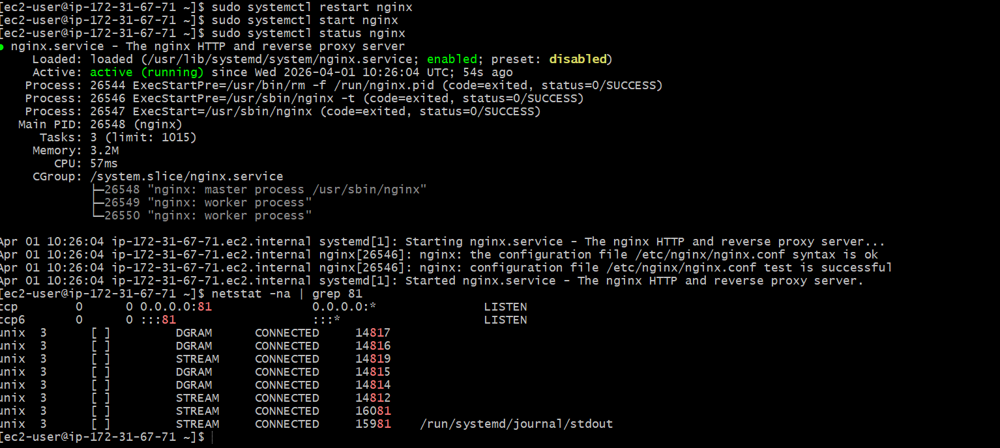 [ec2-user@ip-172-31-67-71 ~]$ sudo systemctl restart nginx
[ec2-user@ip-172-31-67-71 ~]$ sudo systemctl start nginx
[ec2-user@ip-172-31-67-71 ~]$ sudo systemctl status nginx
● nginx.service - The nginx HTTP and reverse proxy server
     Loaded: loaded (/usr/lib/systemd/system/nginx.service; enabled; preset: disabled)
     Active: active (running) since Wed 2026-04-01 10:26:04 UTC; 54s ago
    Process: 26544 ExecStartPre=/usr/bin/rm -f /run/nginx.pid (code=exited, status=0/SUCCESS)
    Process: 26546 ExecStartPre=/usr/sbin/nginx -t (code=exited, status=0/SUCCESS)
    Process: 26547 ExecStart=/usr/sbin/nginx (code=exited, status=0/SUCCESS)
   Main PID: 26548 (nginx)
      Tasks: 3 (limit: 1015)
     Memory: 3.2M
        CPU: 57ms
     CGroup: /system.slice/nginx.service
             ├─26548 "nginx: master process /usr/sbin/nginx"
             ├─26549 "nginx: worker process"
             └─26550 "nginx: worker process"

Apr 01 10:26:04 ip-172-31-67-71.ec2.internal systemd[1]: Starting nginx.service - The nginx HTTP and reverse proxy server...
Apr 01 10:26:04 ip-172-31-67-71.ec2.internal nginx[26546]: nginx: the configuration file /etc/nginx/nginx.conf syntax is ok
Apr 01 10:26:04 ip-172-31-67-71.ec2.internal nginx[26546]: nginx: configuration file /etc/nginx/nginx.conf test is successful
Apr 01 10:26:04 ip-172-31-67-71.ec2.internal systemd[1]: Started nginx.service - The nginx HTTP and reverse proxy server.
[ec2-user@ip-172-31-67-71 ~]$ netstat -na | grep 81
tcp        0      0 0.0.0.0:81              0.0.0.0:*               LISTEN
tcp6       0      0 :::81                   :::*                    LISTEN
unix  3      [ ]         DGRAM      CONNECTED     14817
unix  3      [ ]         DGRAM      CONNECTED     14816
unix  3      [ ]         STREAM     CONNECTED     14819
unix  3      [ ]         DGRAM      CONNECTED     14815
unix  3      [ ]         DGRAM      CONNECTED     14814
unix  3      [ ]         STREAM     CONNECTED     14812
unix  3      [ ]         STREAM     CONNECTED     16081
unix  3      [ ]         STREAM     CONNECTED     15981    /run/systemd/journal/stdout
[ec2-user@ip-172-31-67-71 ~]$